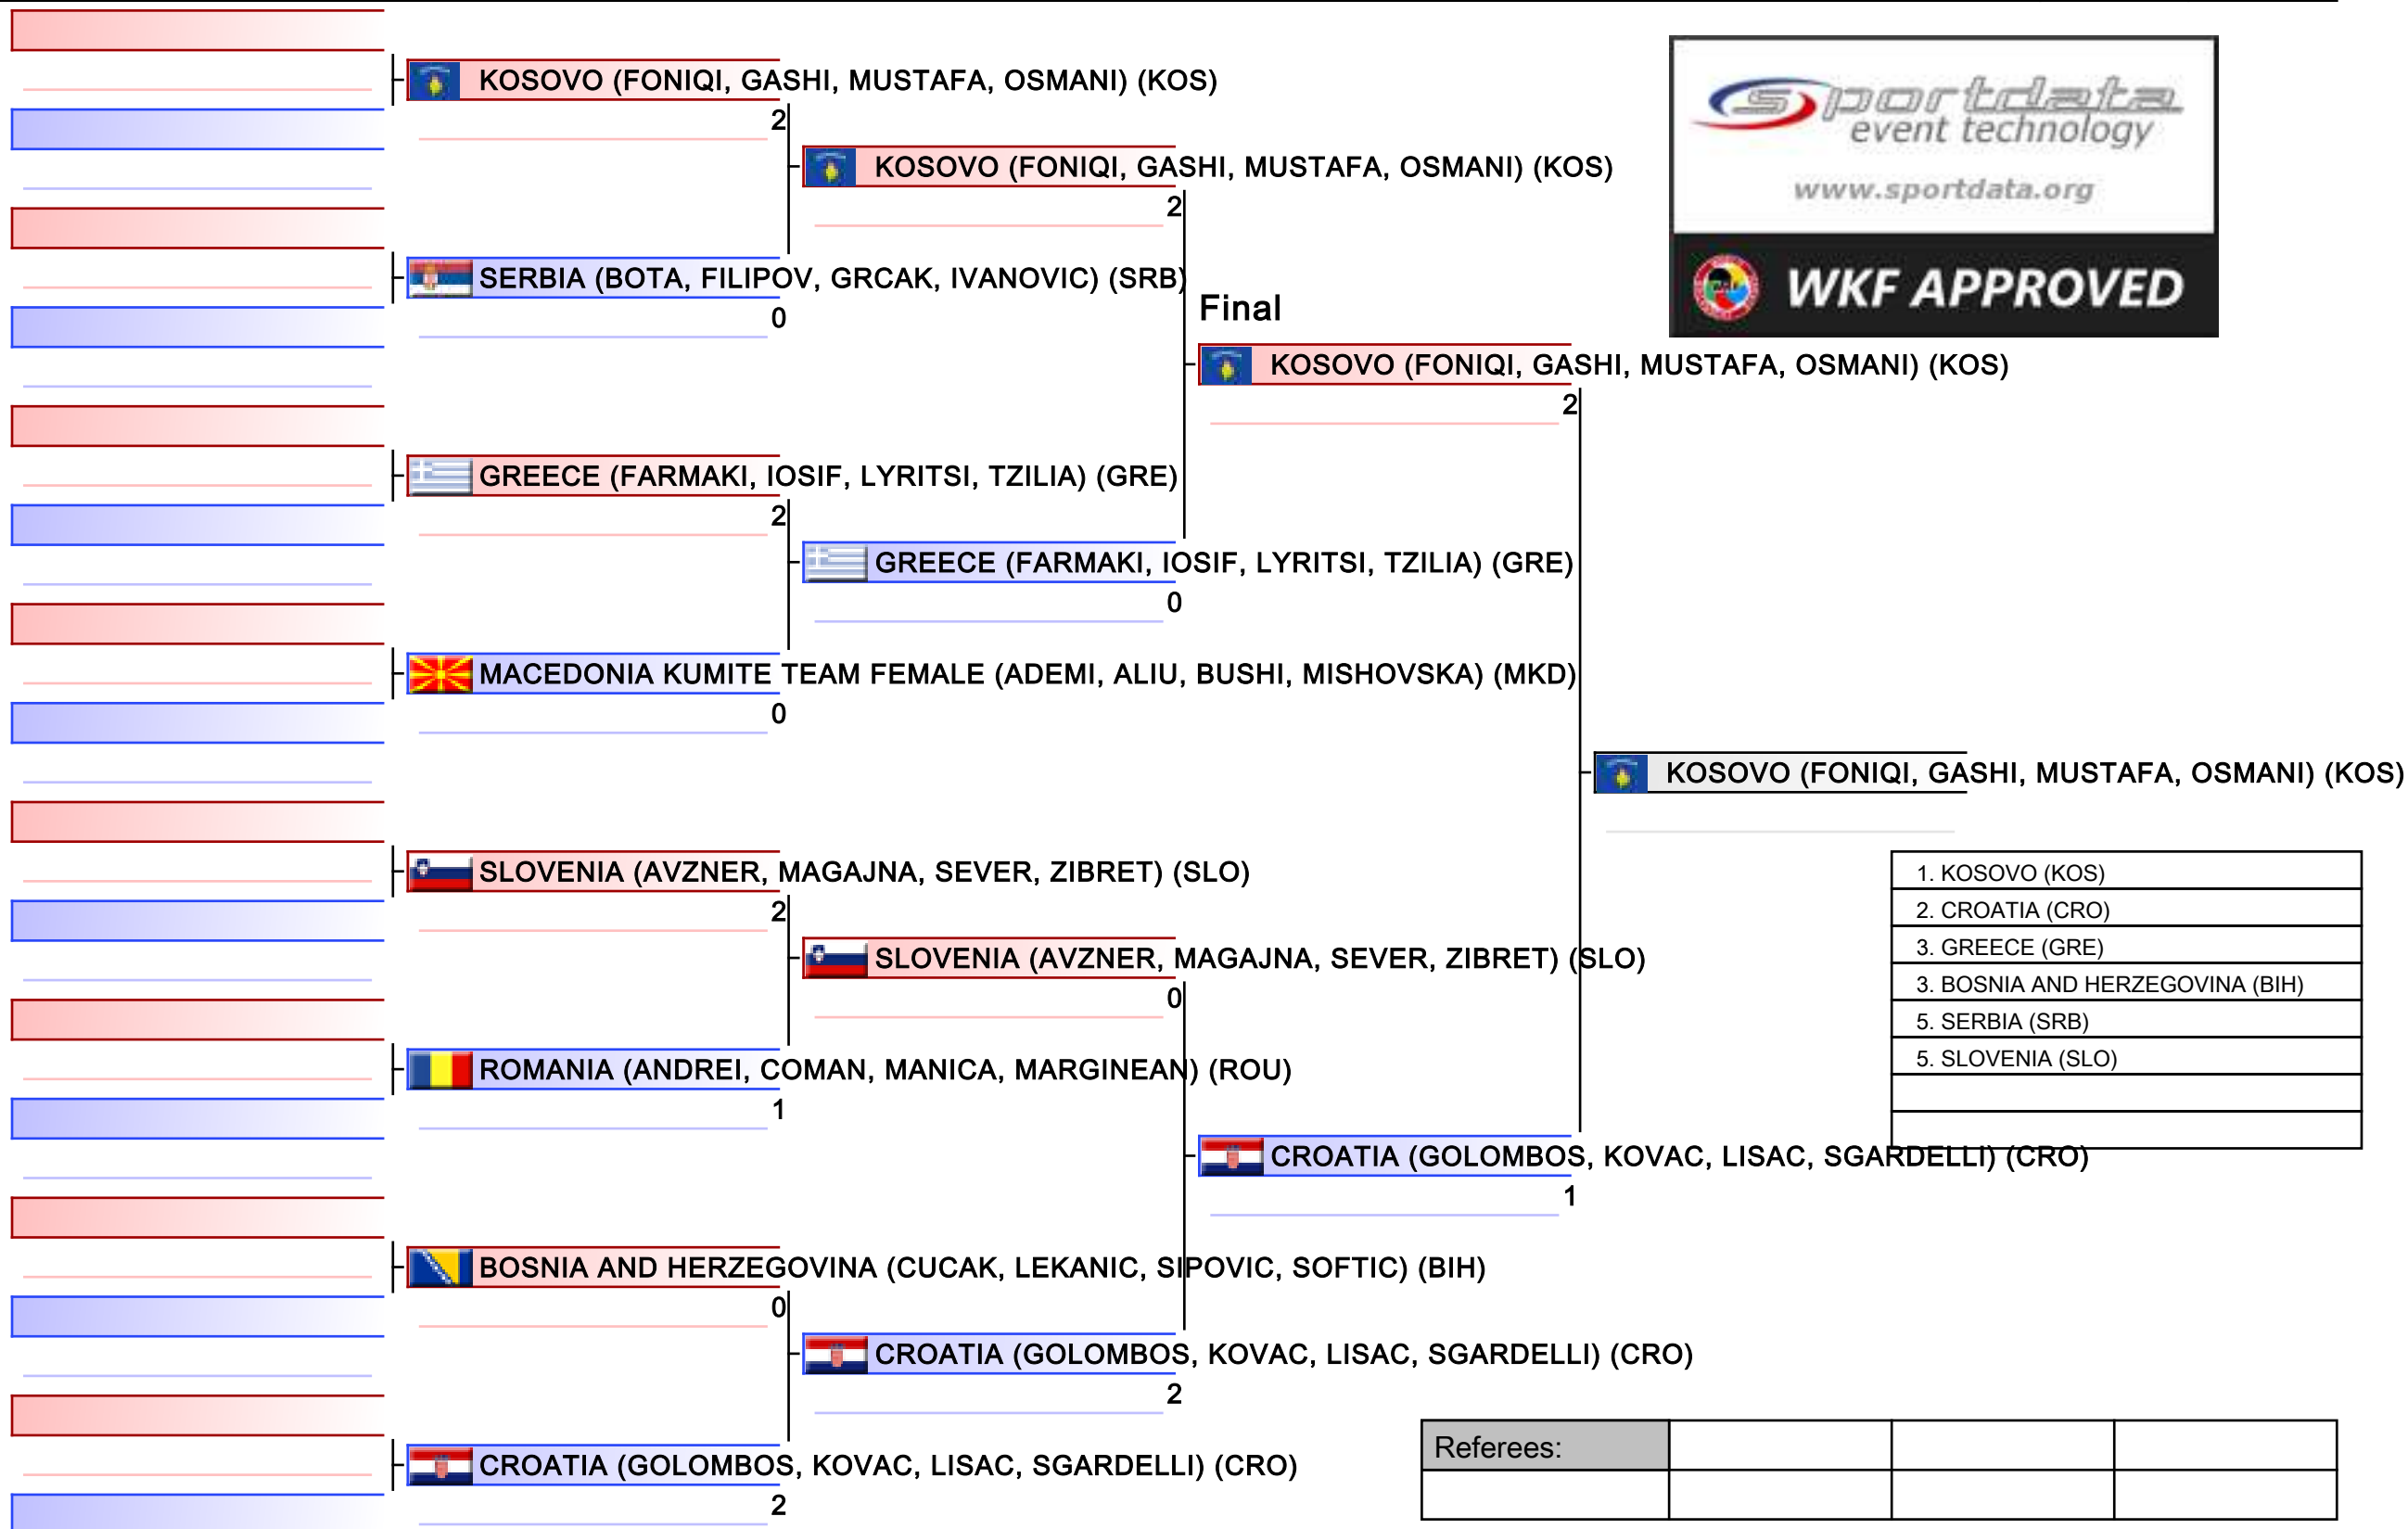 KOSOVO (FONIQI, GASHI, MUSTAFA, OSMANI) (KOS)
2
SERBIA (BOTA, FILIPOV, GRCAK, IVANOVIC) (SRB)
0
GREECE (FARMAKI, IOSIF, LYRITSI, TZILIA) (GRE)
2
MACEDONIA KUMITE TEAM FEMALE (ADEMI, ALIU, BUSHI, MISHOVSKA) (MKD)
0
SLOVENIA (AVZNER, MAGAJNA, SEVER, ZIBRET) (SLO)
2
ROMANIA (ANDREI, COMAN, MANICA, MARGINEAN) (ROU)
1
BOSNIA AND HERZEGOVINA (CUCAK, LEKANIC, SIPOVIC, SOFTIC) (BIH)
0
CROATIA (GOLOMBOS, KOVAC, LISAC, SGARDELLI) (CRO)
2
KOSOVO (FONIQI, GASHI, MUSTAFA, OSMANI) (KOS)
2
GREECE (FARMAKI, IOSIF, LYRITSI, TZILIA) (GRE)
0
SLOVENIA (AVZNER, MAGAJNA, SEVER, ZIBRET) (SLO)
0
CROATIA (GOLOMBOS, KOVAC, LISAC, SGARDELLI) (CRO)
2
Final
KOSOVO (FONIQI, GASHI, MUSTAFA, OSMANI) (KOS)
2
CROATIA (GOLOMBOS, KOVAC, LISAC, SGARDELLI) (CRO)
1
KOSOVO (FONIQI, GASHI, MUSTAFA, OSMANI) (KOS)
sportdata
event technology
www.sportdata.org
WKF APPROVED
1. KOSOVO (KOS)
2. CROATIA (CRO)
3. GREECE (GRE)
3. BOSNIA AND HERZEGOVINA (BIH)
5. SERBIA (SRB)
5. SLOVENIA (SLO)
Referees: